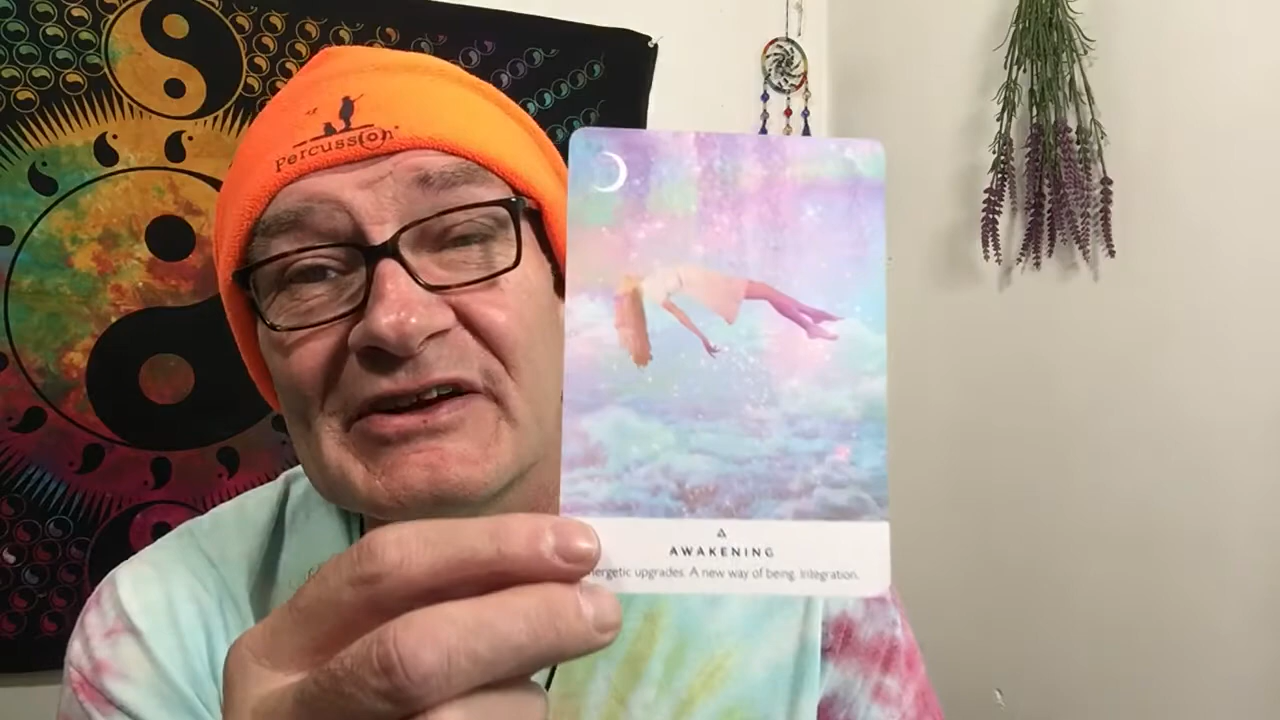 percussion
AWAKENING
nergetic upgrades. A new way of being. Integration.